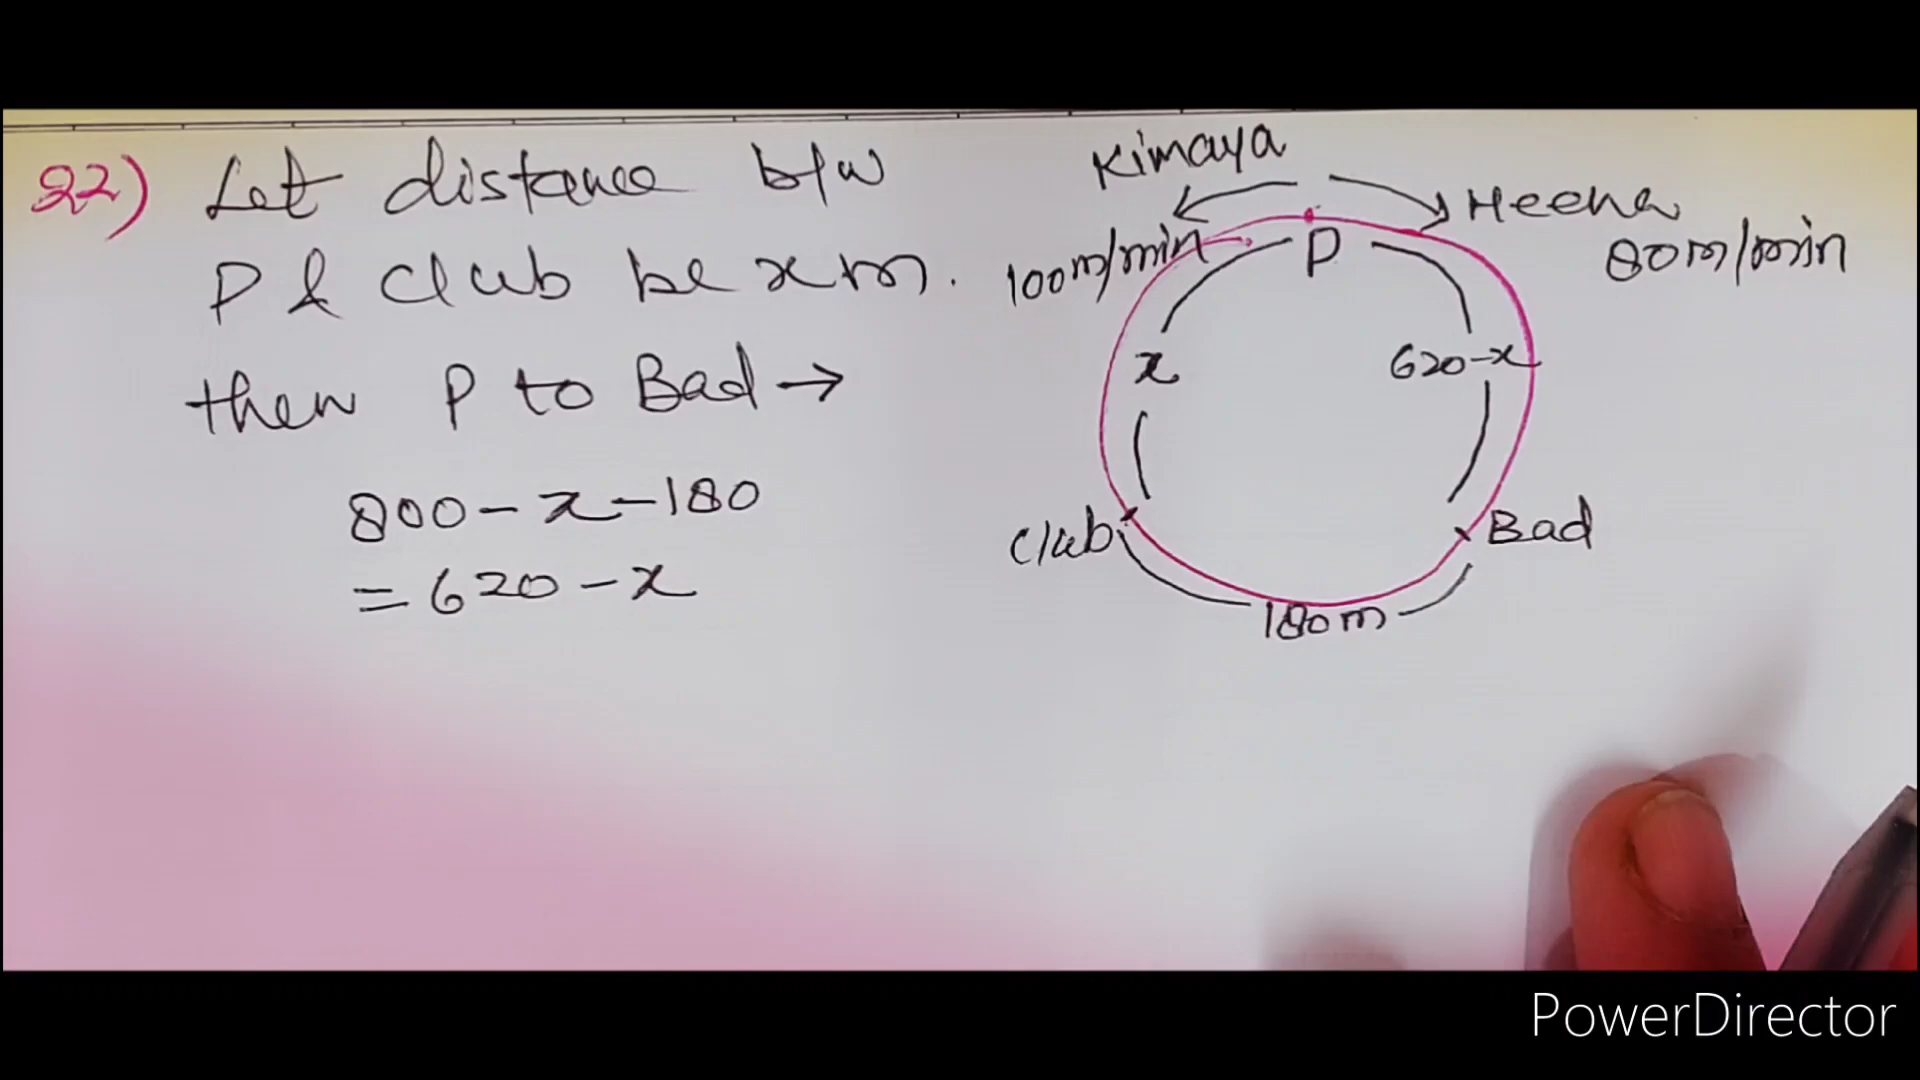 22) Let distance b/w
P & Club be x m.
then P to Bad →
800 - x - 180
= 620 - x
Kimaya
Heena
100m/min
80m/min
P
x
620-x
Club
Bad
180m
PowerDirector